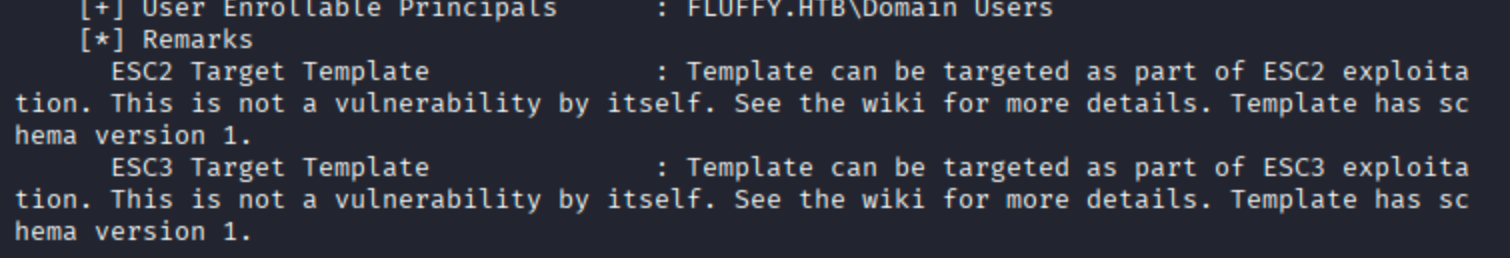 [+] User Enrollable Principals : FLUFFY.HTB\Domain Users
[*] Remarks
ESC2 Target Template : Template can be targeted as part of ESC2 exploita
tion. This is not a vulnerability by itself. See the wiki for more details. Template has sc
hema version 1.
ESC3 Target Template : Template can be targeted as part of ESC3 exploita
tion. This is not a vulnerability by itself. See the wiki for more details. Template has sc
hema version 1.